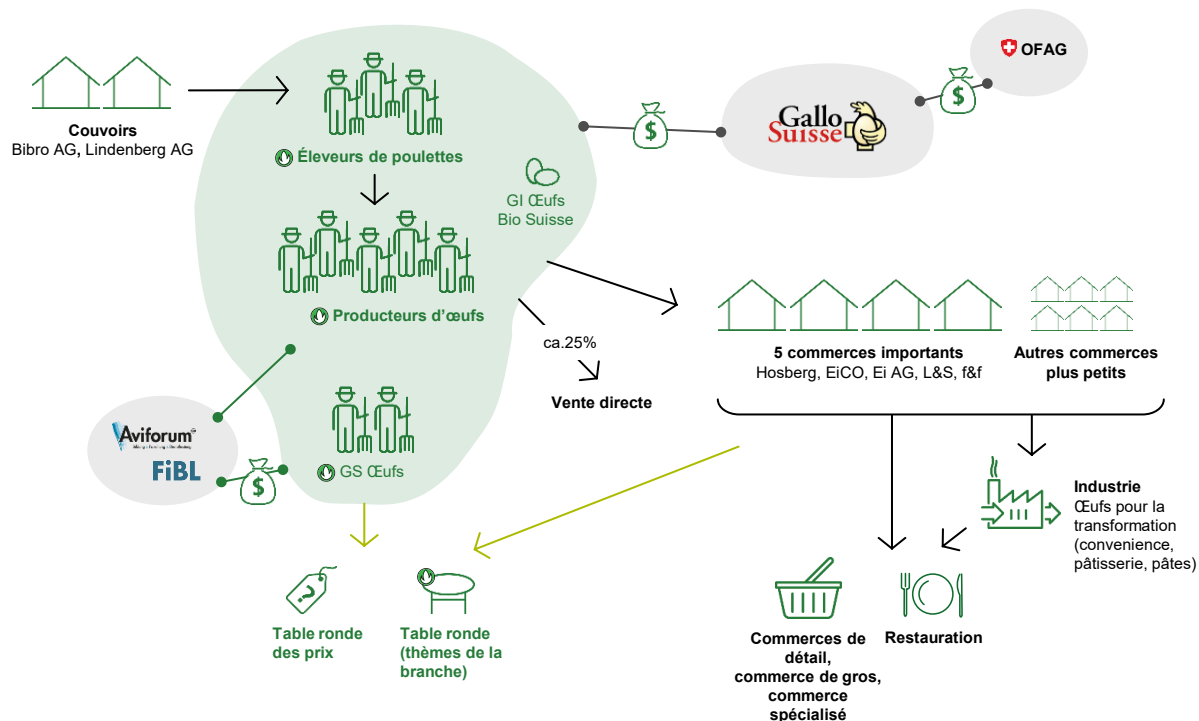 Couvoirs
Bibro AG, Lindenberg AG
Éleveurs de poulettes
GI Œufs
Bio Suisse
Producteurs d'œufs
$
Gallo
Suisse
$
OFAG
ca.25%
Vente directe
5 commerces importants
Hosberg, EiCO, Ei AG, L&S, f&f
Autres commerces
plus petits
Aviforum
FiBL
$
GS Œufs
Industrie
Œufs pour la
transformation
(convenience,
pâtisserie, pâtes)
?
Table ronde
des prix
Table ronde
(thèmes de la
branche)
Commerces de
détail,
commerce de gros,
commerce
spécialisé
Restauration